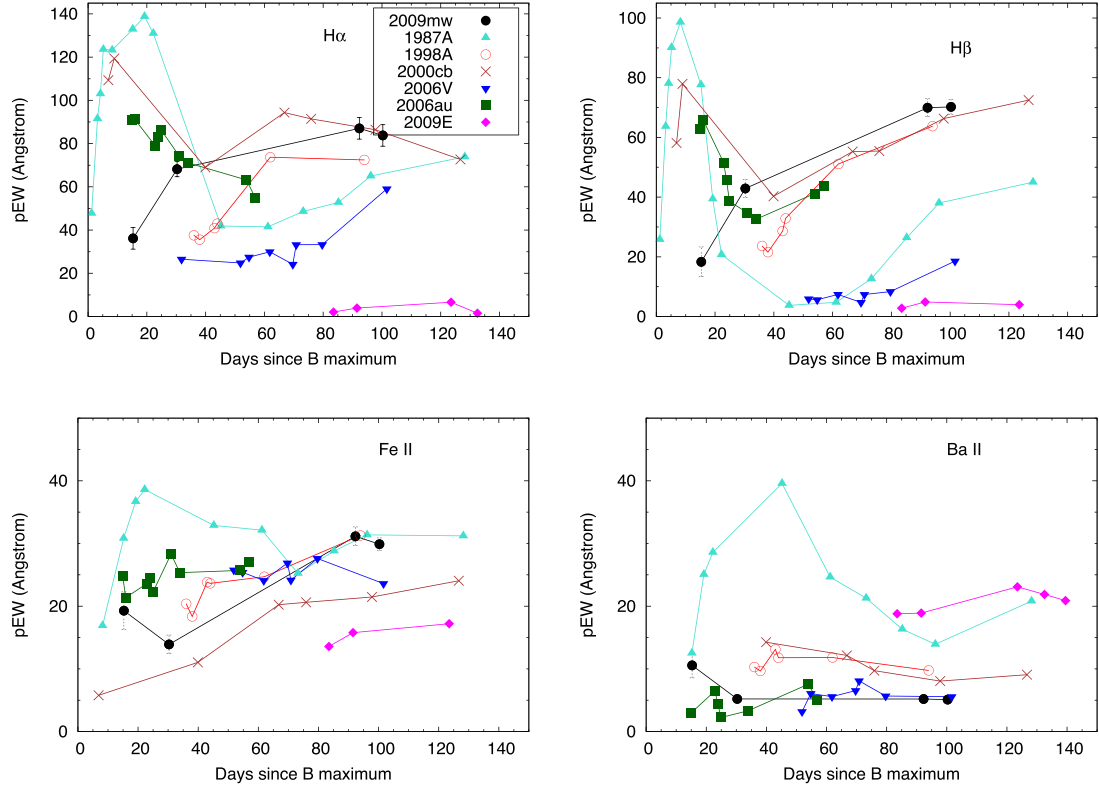 Hα
2009mw
1987A
1998A
2000cb
2006V
2006au
2009E
pEW (Angstrom)
0 20 40 60 80 100 120 140
0 20 40 60 80 100 120 140
Days since B maximum
Hβ
pEW (Angstrom)
0 20 40 60 80 100
0 20 40 60 80 100 120 140
Days since B maximum
Fe II
pEW (Angstrom)
0 20 40
0 20 40 60 80 100 120 140
Days since B maximum
Ba II
pEW (Angstrom)
0 20 40
0 20 40 60 80 100 120 140
Days since B maximum